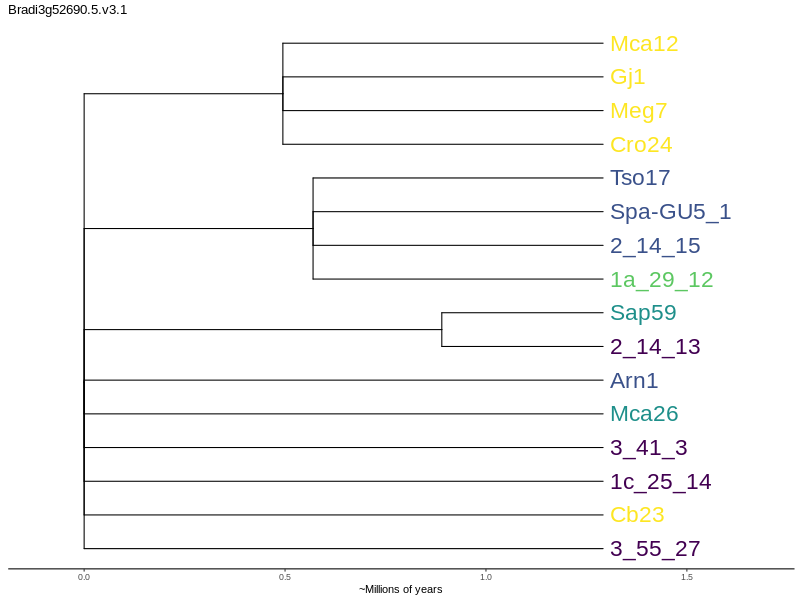 Bradi3g52690.5.v3.1
Mca12
Gj1
Meg7
Cro24
Tso17
Spa-GU5_1
2_14_15
1a_29_12
Sap59
2_14_13
Arn1
Mca26
3_41_3
1c_25_14
Cb23
3_55_27
0.0 0.5 1.0 1.5
~Millions of years